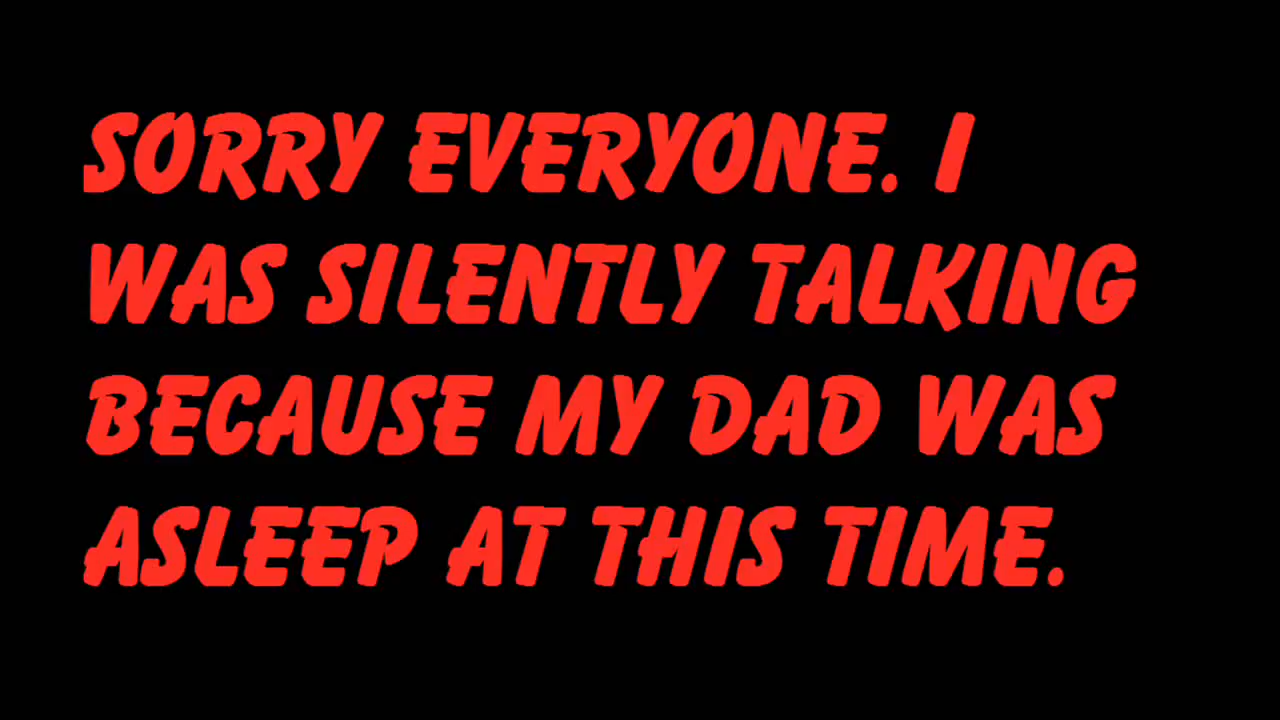 SORRY EVERYONE. I
WAS SILENTLY TALKING
BECAUSE MY DAD WAS
ASLEEP AT THIS TIME.